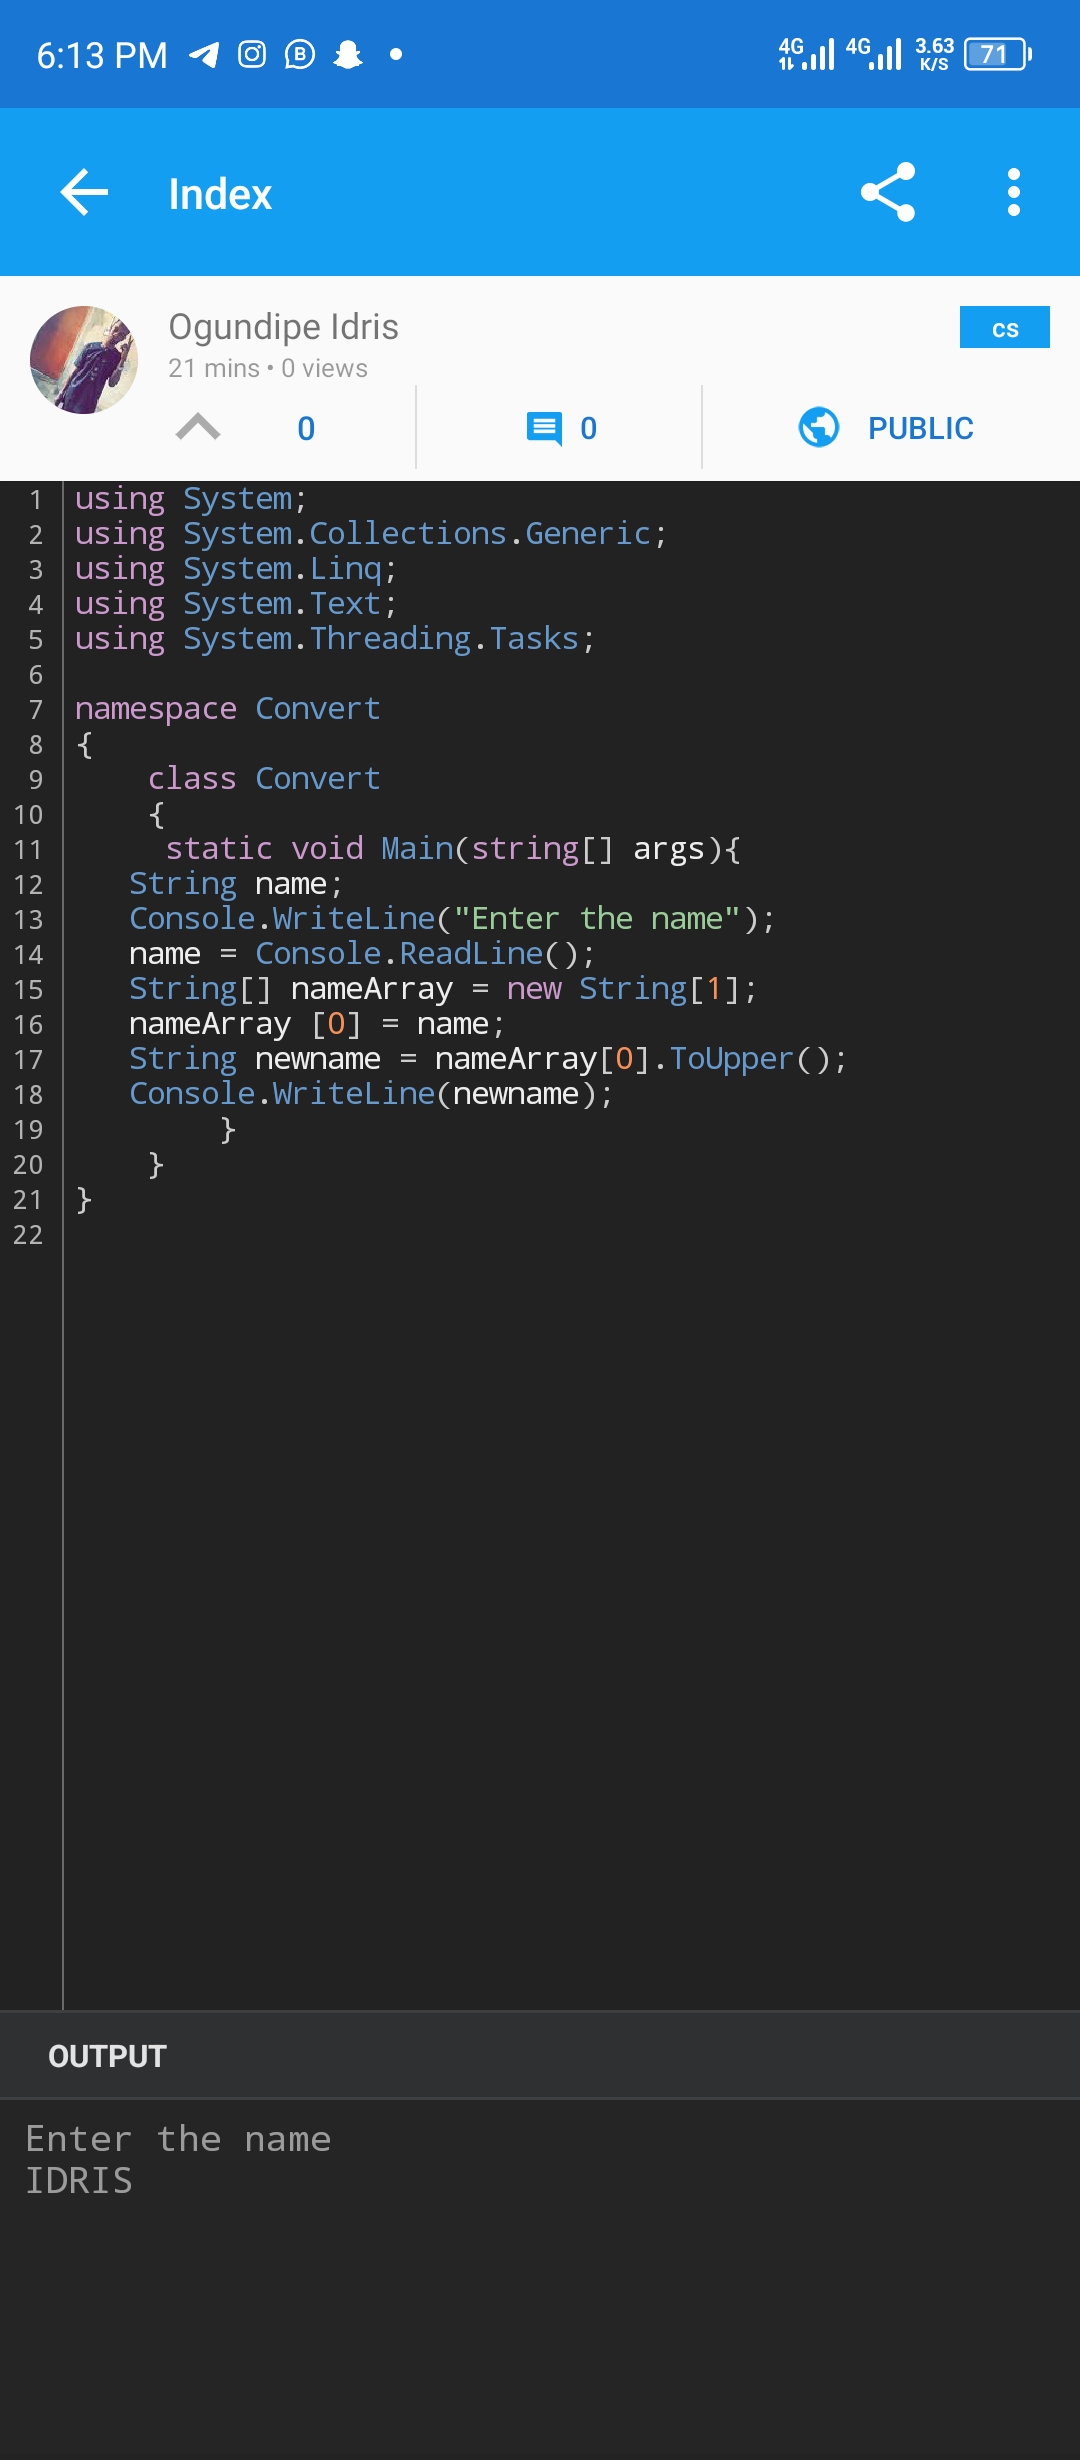 6:13 PM 4G 4G 3.63 K/S 71
Index
Ogundipe Idris
cs
21 mins • 0 views
0 0 PUBLIC
1 using System;
2 using System.Collections.Generic;
3 using System.Linq;
4 using System.Text;
5 using System.Threading.Tasks;
6
7 namespace Convert
8 {
9     class Convert
10     {
11      static void Main(string[] args){
12    String name;
13    Console.WriteLine("Enter the name");
14    name = Console.ReadLine();
15    String[] nameArray = new String[1];
16    nameArray [0] = name;
17    String newname = nameArray[0].ToUpper();
18    Console.WriteLine(newname);
19         }
20     }
21 }
22
OUTPUT
Enter the name
IDRIS